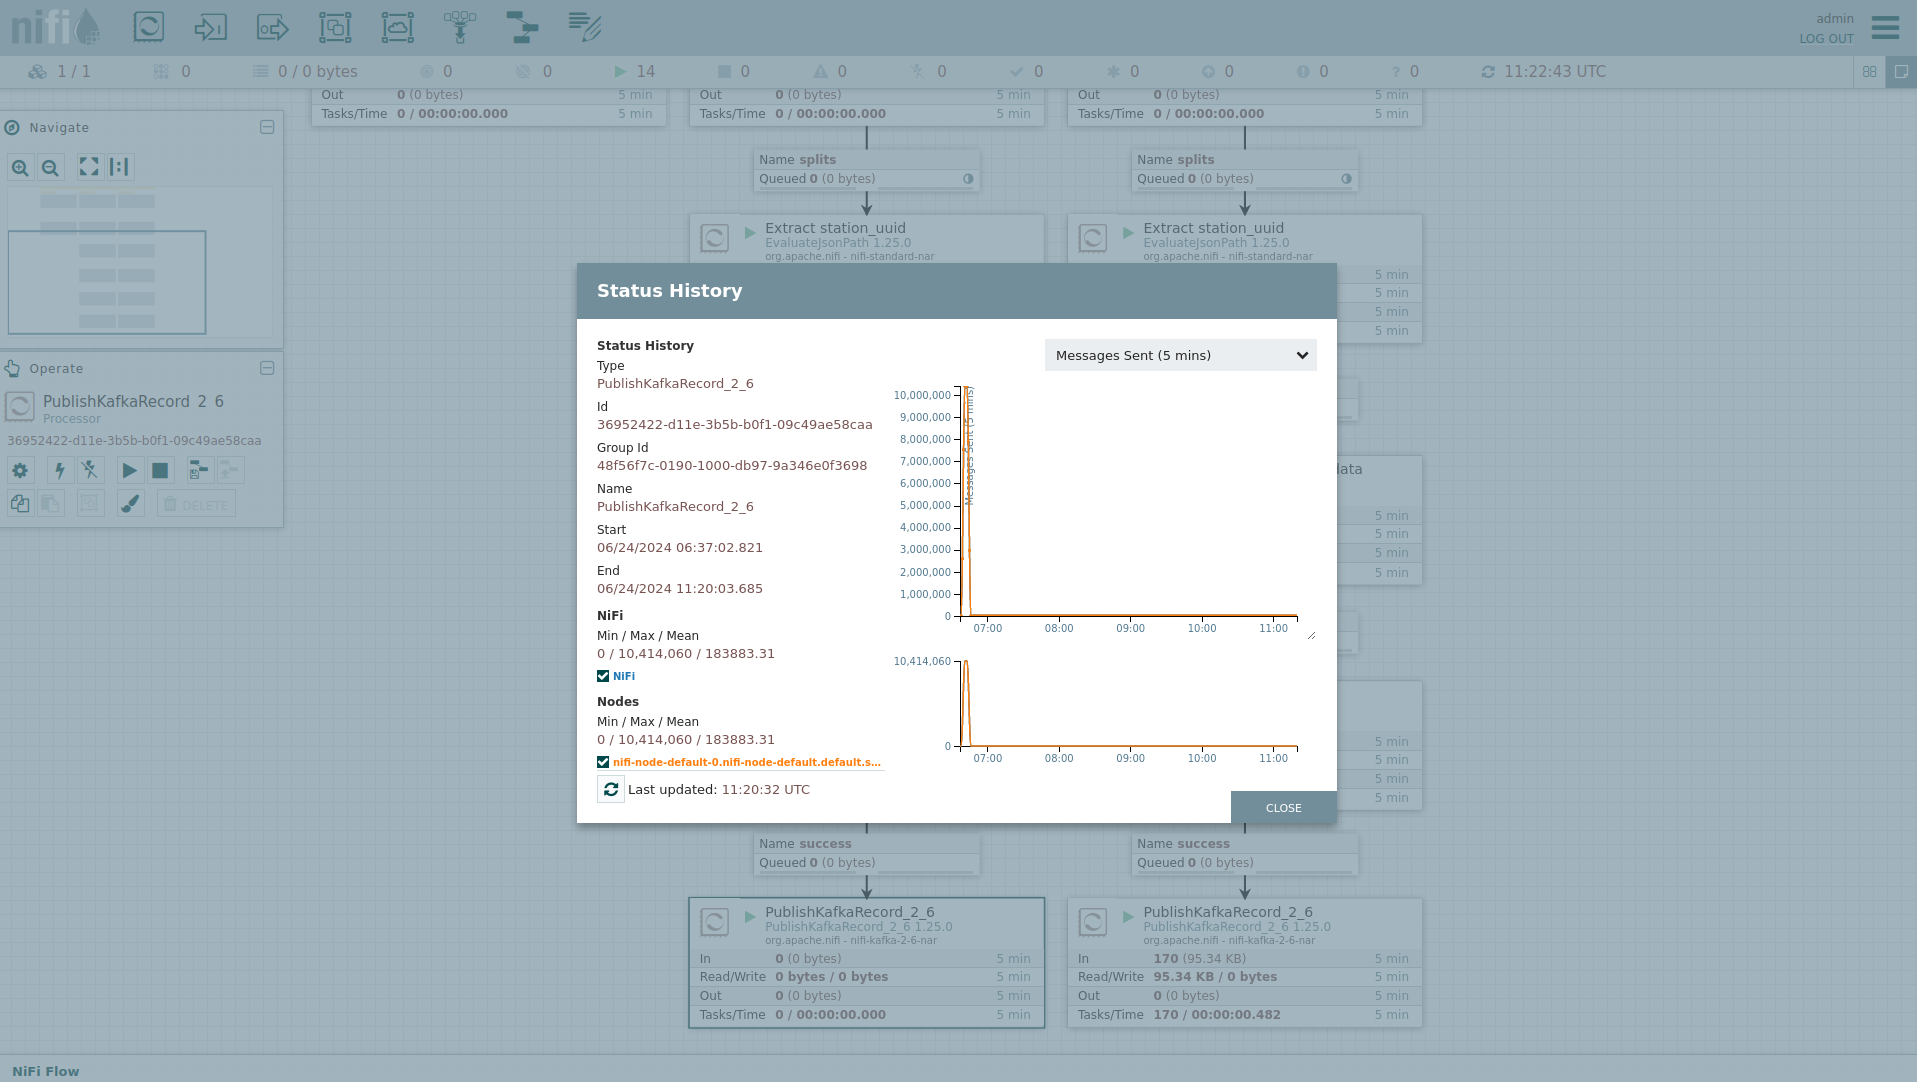 nifi
admin
LOG OUT
1 / 1
0
0 / 0 bytes
0
0
14
0
0
0
0
0
0
0
? 0
11:22:43 UTC
Out 0 (0 bytes) 5 min
Tasks/Time 0 / 00:00:00.000 5 min
Out 0 (0 bytes) 5 min
Tasks/Time 0 / 00:00:00.000 5 min
Out 0 (0 bytes) 5 min
Tasks/Time 0 / 00:00:00.000 5 min
Name splits
Queued 0 (0 bytes)
Name splits
Queued 0 (0 bytes)
Extract station_uuid
EvaluateJsonPath 1.25.0
org.apache.nifi - nifi-standard-nar
Extract station_uuid
EvaluateJsonPath 1.25.0
org.apache.nifi - nifi-standard-nar
5 min
5 min
5 min
5 min
Navigate
Operate
PublishKafkaRecord_2_6
Processor
36952422-d11e-3b5b-b0f1-09c49ae58caa
DELETE
Status History
Status History
Type
PublishKafkaRecord_2_6
Id
36952422-d11e-3b5b-b0f1-09c49ae58caa
Group Id
48f56f7c-0190-1000-db97-9a346e0f3698
Name
PublishKafkaRecord_2_6
Start
06/24/2024 06:37:02.821
End
06/24/2024 11:20:03.685
NiFi
Min / Max / Mean
0 / 10,414,060 / 183883.31
NiFi
Nodes
Min / Max / Mean
0 / 10,414,060 / 183883.31
nifi-node-default-0.nifi-node-default.default.s...
Last updated: 11:20:32 UTC
Messages Sent (5 mins)
Messages Sent (5 mins)
10,000,000
9,000,000
8,000,000
7,000,000
6,000,000
5,000,000
4,000,000
3,000,000
2,000,000
1,000,000
0
07:00 08:00 09:00 10:00 11:00
10,414,060
0
07:00 08:00 09:00 10:00 11:00
CLOSE
data
5 min
5 min
5 min
5 min
5 min
5 min
5 min
5 min
Name success
Queued 0 (0 bytes)
Name success
Queued 0 (0 bytes)
PublishKafkaRecord_2_6
PublishKafkaRecord_2_6 1.25.0
org.apache.nifi - nifi-kafka-2-6-nar
In 0 (0 bytes) 5 min
Read/Write 0 bytes / 0 bytes 5 min
Out 0 (0 bytes) 5 min
Tasks/Time 0 / 00:00:00.000 5 min
PublishKafkaRecord_2_6
PublishKafkaRecord_2_6 1.25.0
org.apache.nifi - nifi-kafka-2-6-nar
In 170 (95.34 KB) 5 min
Read/Write 95.34 KB / 0 bytes 5 min
Out 0 (0 bytes) 5 min
Tasks/Time 170 / 00:00:00.482 5 min
NiFi Flow